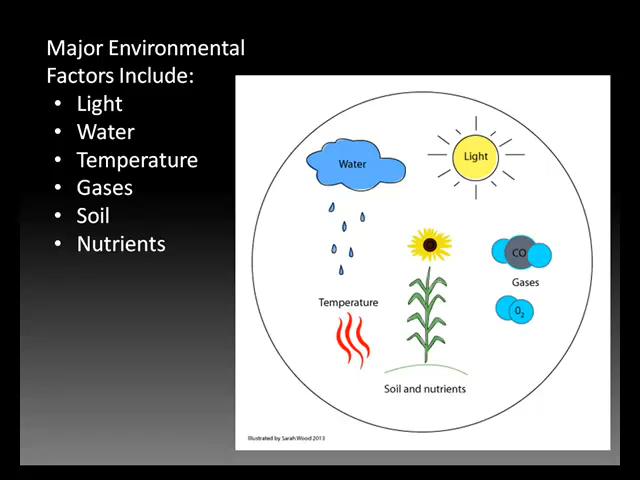 Major Environmental
Factors Include:
• Light
• Water
• Temperature
• Gases
• Soil
• Nutrients
Water
Light
CO
Gases
Temperature
O₂
Soil and nutrients
Illustrated by Sarah Wood 2013